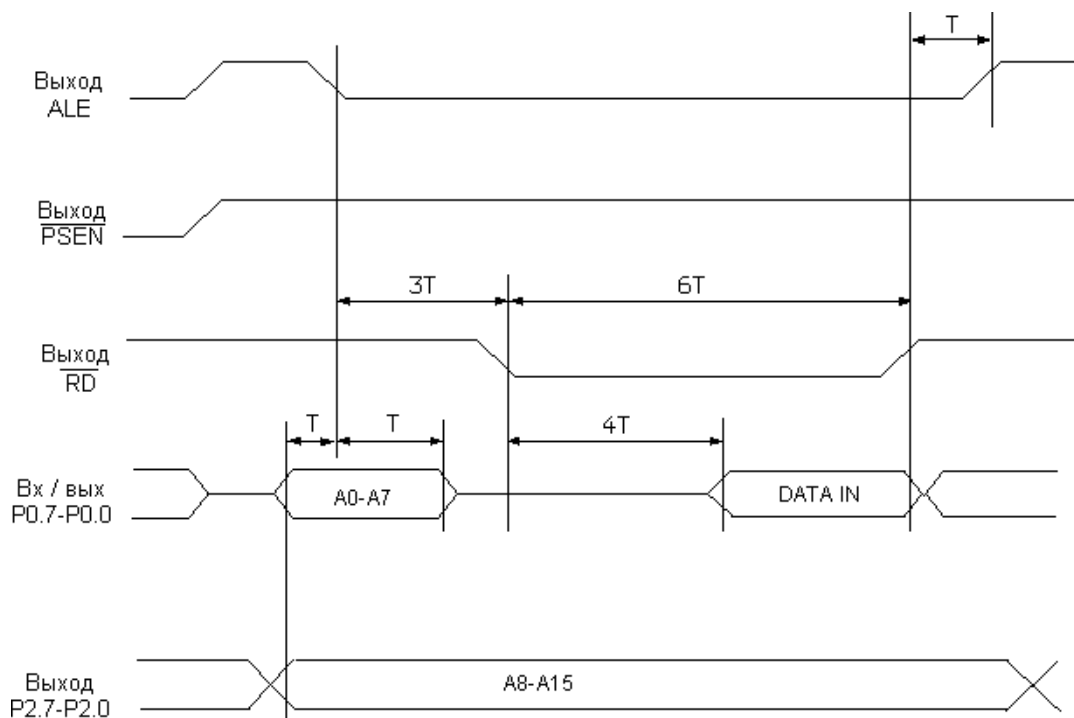 T
Выход
ALE
Выход
PSEN
3T
6T
Выход
RD
T
T
4T
Вх / вых
P0.7-P0.0
A0-A7
DATA IN
Выход
P2.7-P2.0
A8-A15